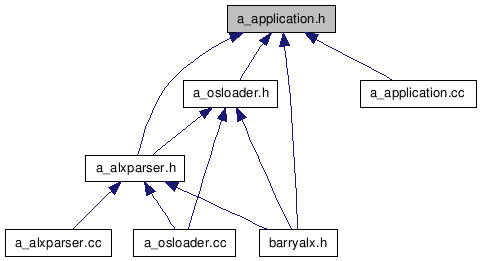 a_application.h
a_osloader.h
a_application.cc
a_alxparser.h
a_alxparser.cc
a_osloader.cc
barryalx.h